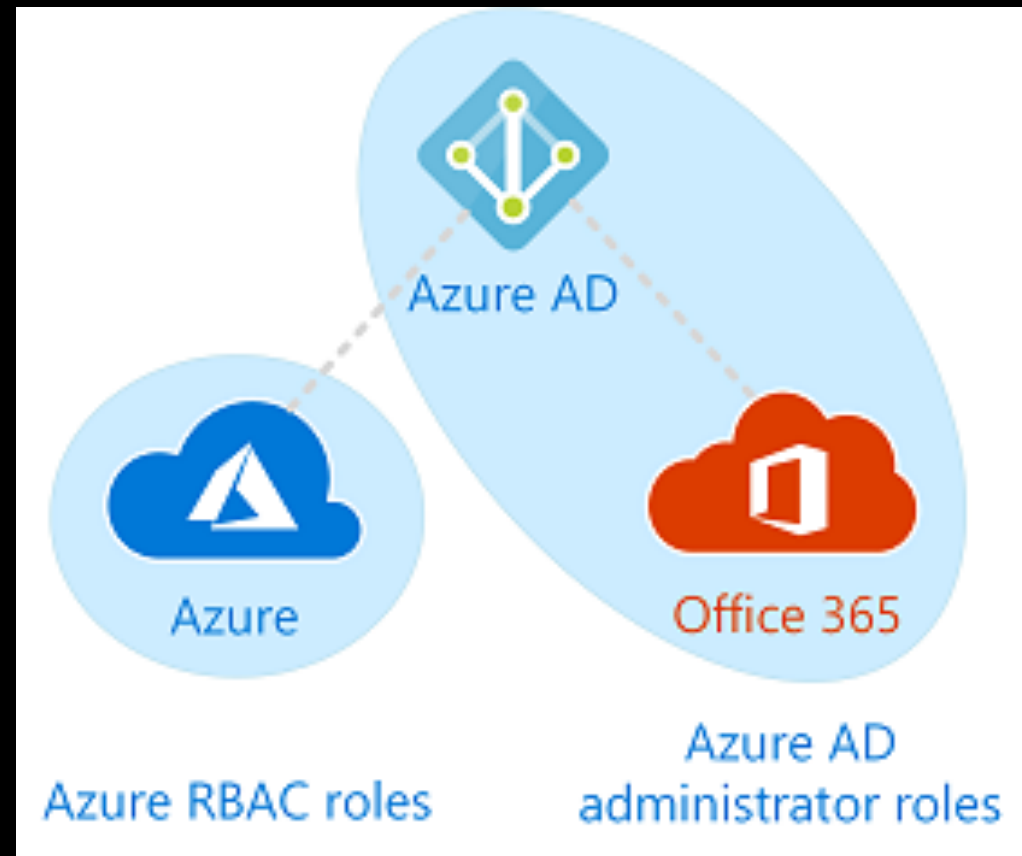 Azure AD
Azure
Office 365
Azure RBAC roles
Azure AD
administrator roles